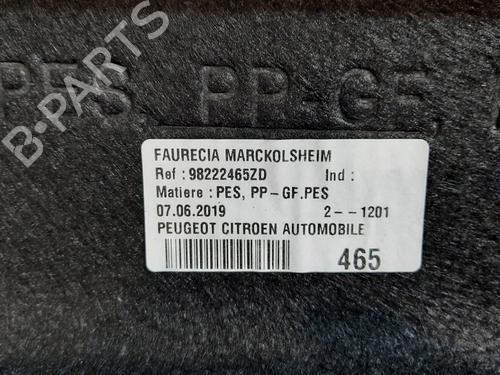 PES, PP-GF,
FAURECIA MARCKOLSHEIM
Ref :98222465ZD Ind :
Matiere :PES, PP-GF.PES
07.06.2019 2--1201
PEUGEOT CITROEN AUTOMOBILE
465
B-PARTS